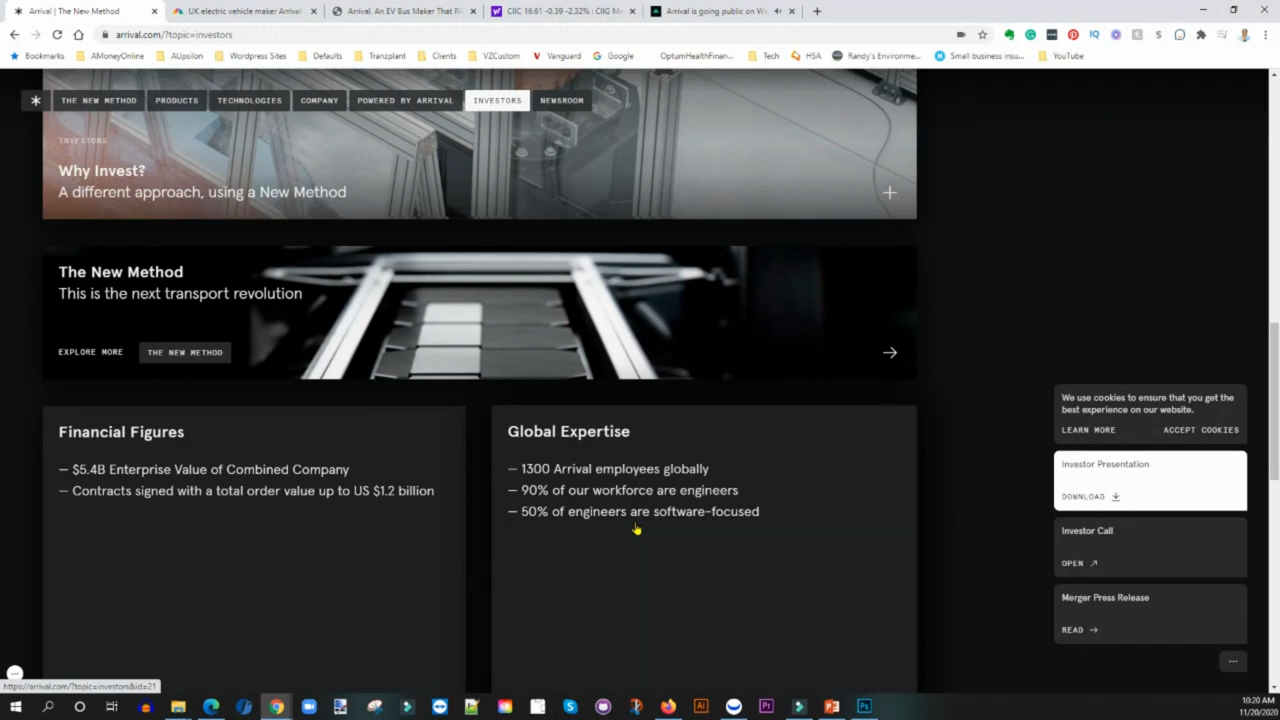 Arrival | The New Method
UK electric vehicle maker Arrival
Arrival, An EV Bus Maker That Ri
CIIC 16.61 -0.39 -2.32% : CIIG Me
Arrival is going public on Wa
arrival.com/?topic=investors
Bookmarks AMoneyOnline AUpsilon Wordpress Sites Defaults Tranzplant Clients VZCustom Vanguard Google OptumHealthFinan... Tech HSA Randy's Environme... Small business insu... YouTube
THE NEW METHOD PRODUCTS TECHNOLOGIES COMPANY POWERED BY ARRIVAL INVESTORS NEWSROOM
INVESTORS
Why Invest?
A different approach, using a New Method
The New Method
This is the next transport revolution
EXPLORE MORE THE NEW METHOD
Financial Figures
— $5.4B Enterprise Value of Combined Company
— Contracts signed with a total order value up to US $1.2 billion
Global Expertise
— 1300 Arrival employees globally
— 90% of our workforce are engineers
— 50% of engineers are software-focused
We use cookies to ensure that you get the
best experience on our website.
LEARN MORE ACCEPT COOKIES
Investor Presentation
DOWNLOAD
Investor Call
OPEN
Merger Press Release
READ
https://arrival.com/?topic=investors&id=21
10:20 AM
11/20/2020